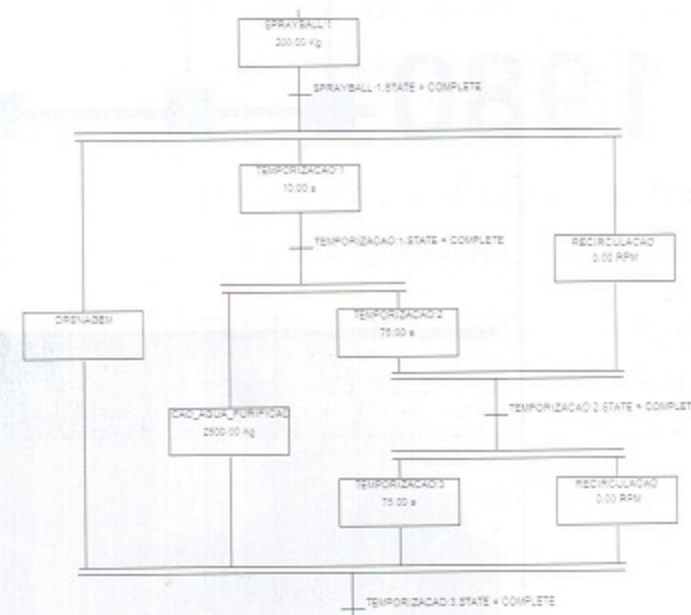 SPRAYBALL:1
200.00 Kg
SPRAYBALL:1.STATE = COMPLETE
TEMPORIZACAO:1
10.00 s
TEMPORIZACAO:1.STATE = COMPLETE
RECIRCULACAO
0.00 RPM
DRENAGEM
TEMPORIZACAO:2
75.00 s
CAO_AGUA_PURIFICAD
2500.00 Kg
TEMPORIZACAO:2.STATE = COMPLET
TEMPORIZACAO:3
75.00 s
RECIRCULACAO
0.00 RPM
TEMPORIZACAO:3.STATE = COMPLETE